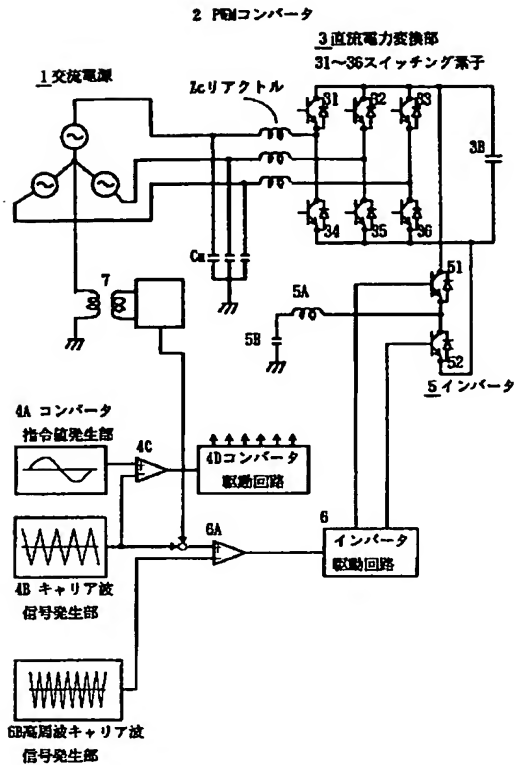 2 PWMコンバータ
3 直流電力変換部
31〜36スイッチング素子
1 交流電源
Zcリアクトル
31
32
33
3B
34
35
36
Cn
7
5A
51
5B
52
5 インバータ
4A コンバータ
指令値発生部
4C
4Dコンバータ
駆動回路
6A
6
インバータ
駆動回路
4B キャリア波
信号発生部
6B高周波キャリア波
信号発生部